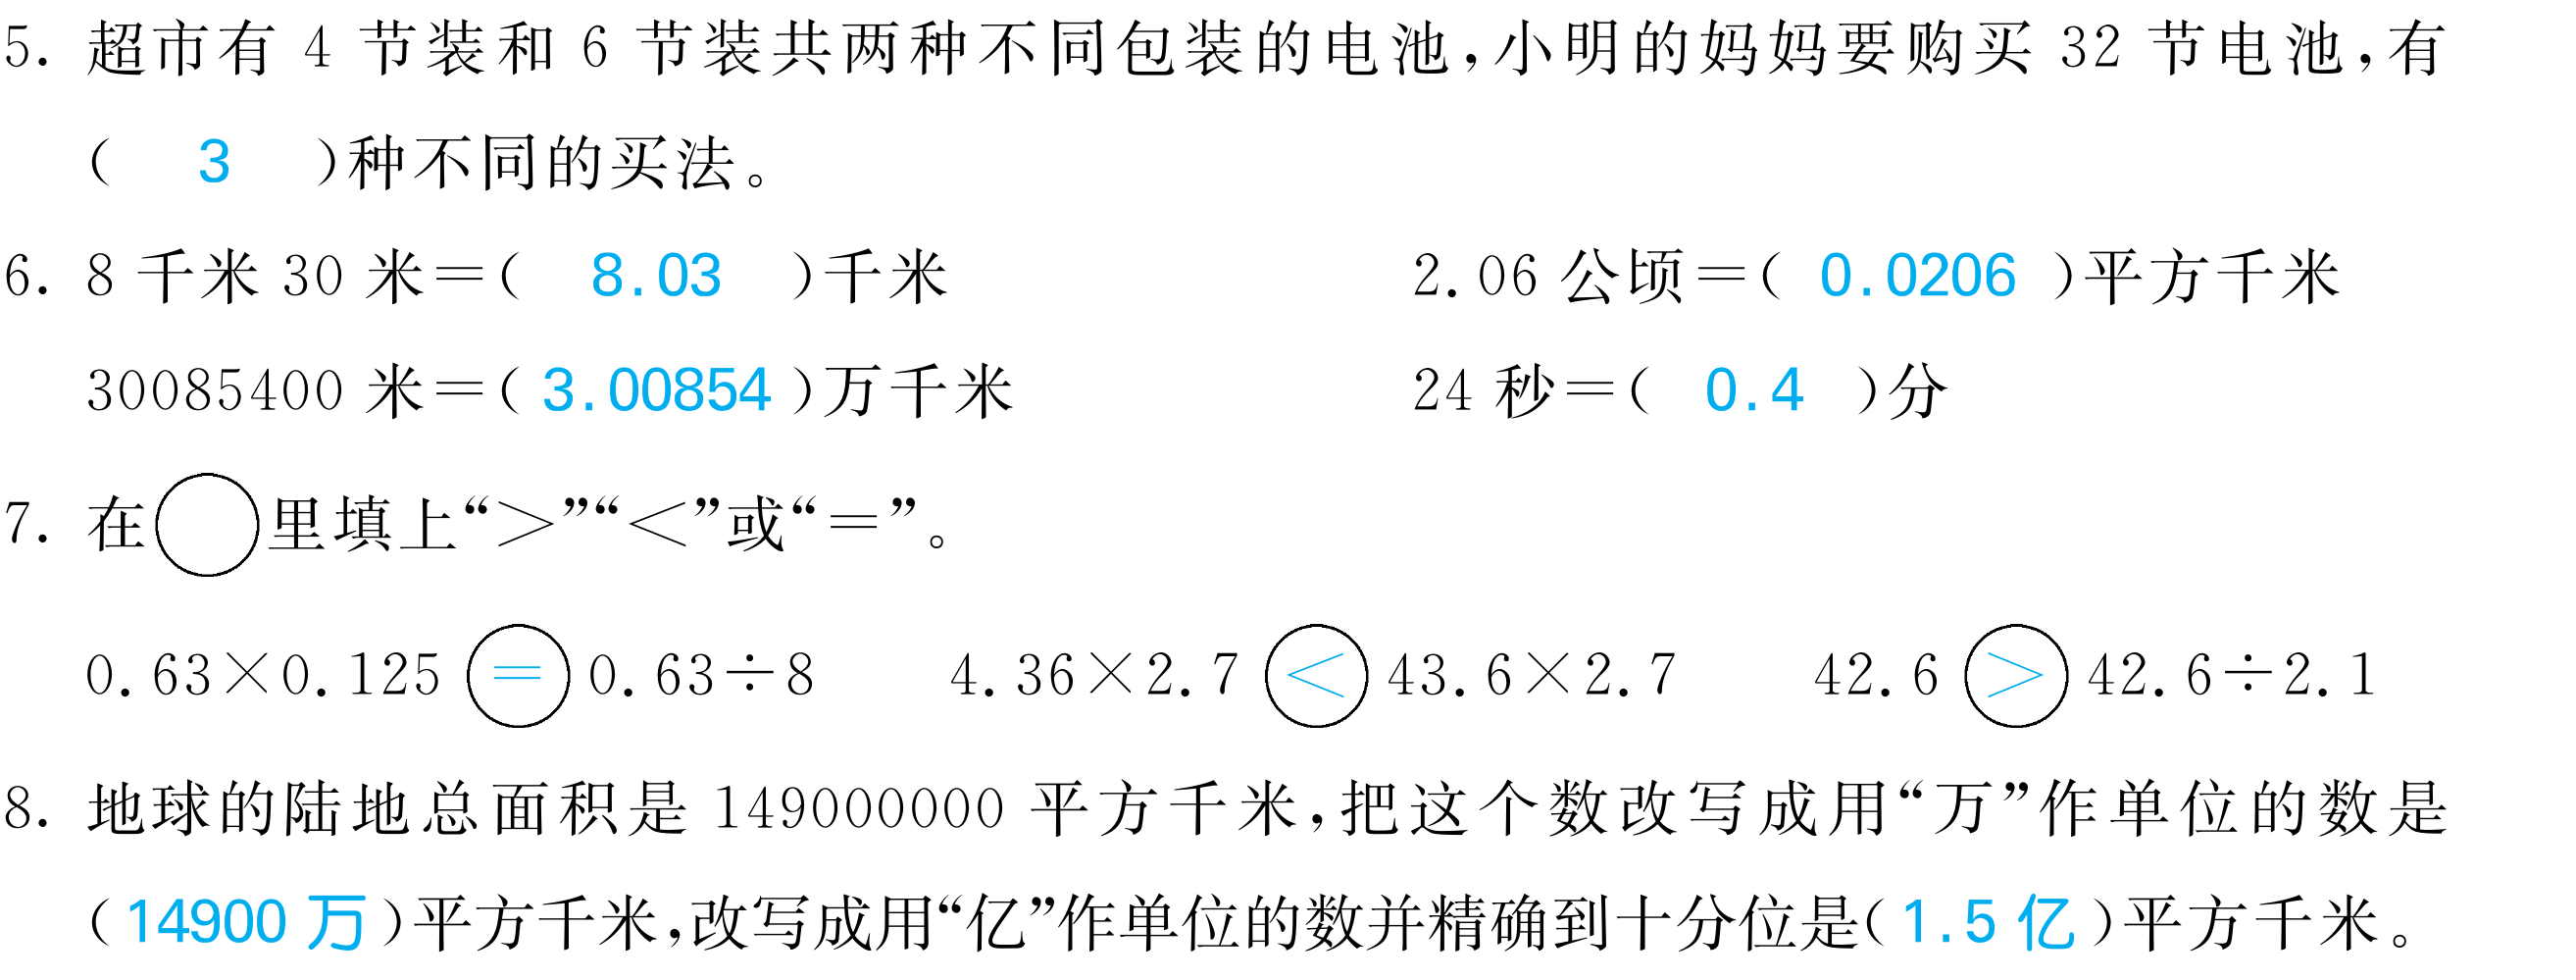 5. 超市有 4 节装和 6 节装共两种不同包装的电池,小明的妈妈要购买 32 节电池,有
( 3 )种不同的买法。
6. 8 千米 30 米=( 8.03 )千米 2.06 公顷=( 0.0206 )平方千米
30085400 米=( 3.00854 )万千米 24 秒=( 0.4 )分
7. 在○里填上“>”“<”或“=”。
0.63×0.125 = 0.63÷8 4.36×2.7 < 43.6×2.7 42.6 > 42.6÷2.1
8. 地球的陆地总面积是 149000000 平方千米,把这个数改写成用“万”作单位的数是
( 14900 万 )平方千米,改写成用“亿”作单位的数并精确到十分位是( 1.5 亿 )平方千米。